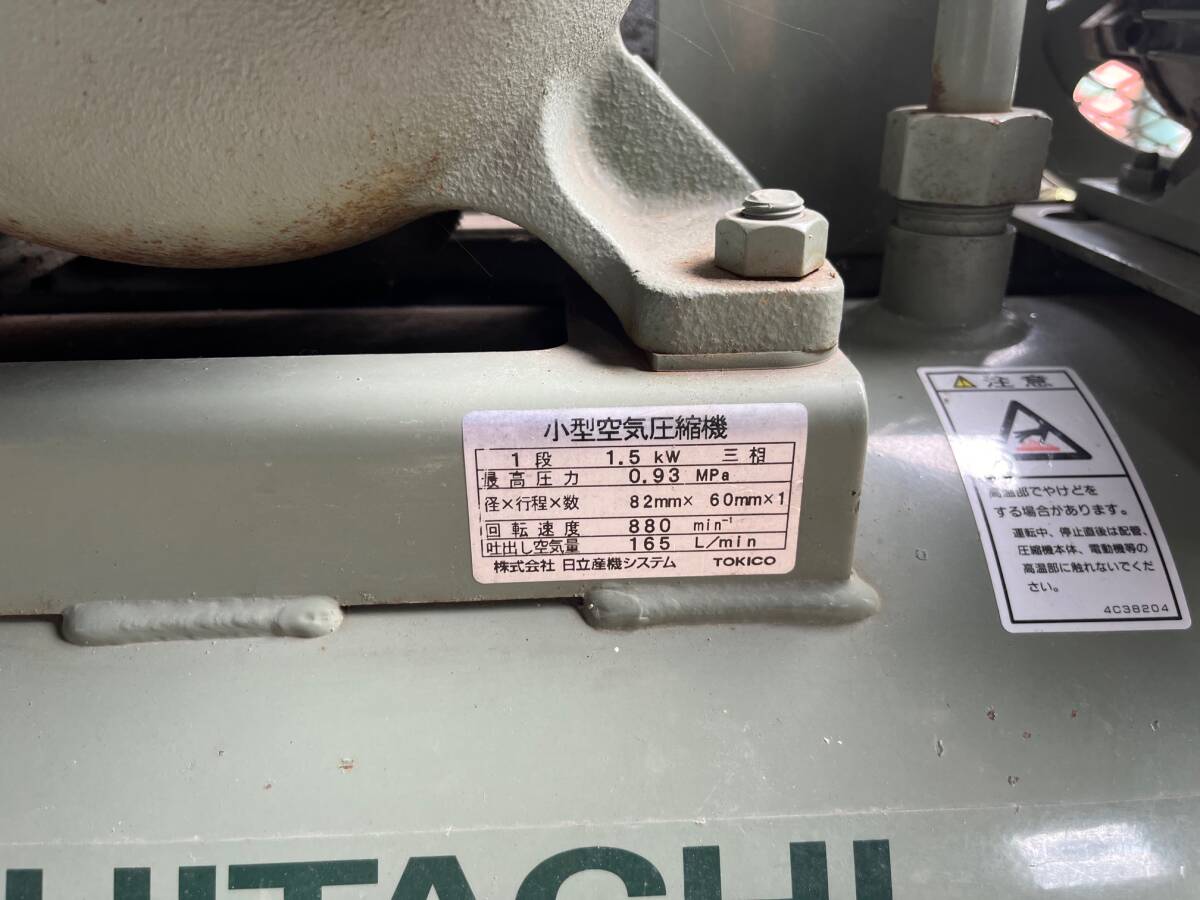 小型空気圧縮機
1段 1.5 kW 三相
最高圧力 0.93 MPa
径×行程×数 82mm× 60mm×1
回転速度 880 min⁻¹
吐出し空気量 165 L/min
株式会社 日立産機システム TOKICO
注意
高温部でやけどを
する場合があります。
運転中、停止直後は配管、
圧縮機本体、電動機等の
高温部に触れないでくだ
さい。
4C38204
HITACHI